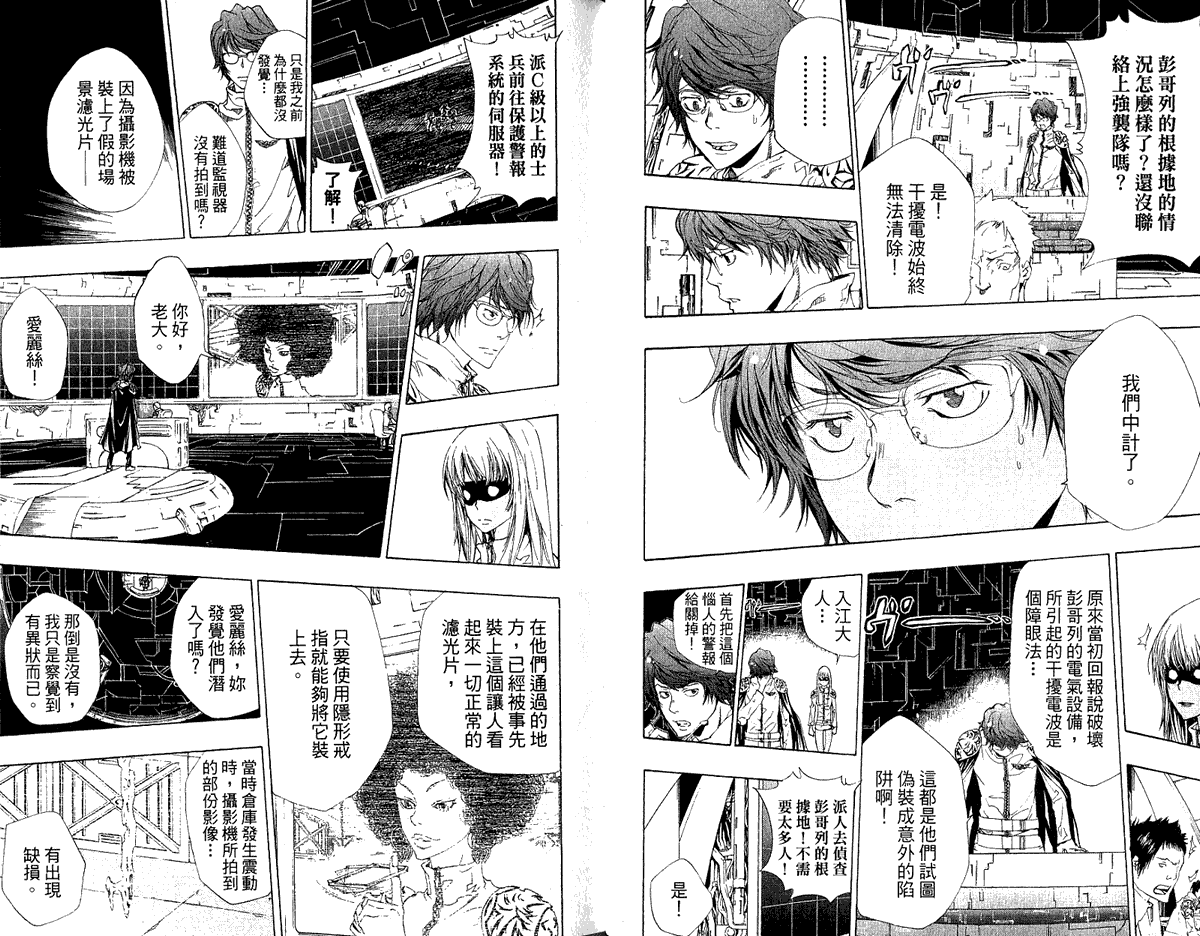 彭哥列的根據地的情
況怎麼樣了？還沒聯
絡上強襲隊嗎？
是！
干擾電波始終
無法清除！
⋯⋯⋯
我們中計了。
原來當初回報說破壞
彭哥列的電氣設備，
所引起的干擾電波是
個障眼法…
這都是他們試圖
偽裝成意外的陷
阱啊！
入江大
人…
首先把這個
惱人的警報
給關掉！
派人去偵查
彭哥列的根
據地！不需
要太多人！
是！
派C級以上的士
兵前往保護警報
系統的伺服器！
了解！
只是我之前
為什麼都沒
發覺…
難道監視器
沒有拍到嗎？
因為攝影機被
裝上了假的場
景濾光片——
你好，
老大。
愛麗絲！
在他們通過的地
方，已經被事先
裝上這個讓人看
起來一切正常的
濾光片，
只要使用隱形戒
指就能夠將它裝
上去。
愛麗絲，妳
發覺他們潛
入了嗎？
那倒是沒有，
我只是察覺到
有異狀而已。
當時倉庫發生震動
時，攝影機所拍到
的部份影像…
有出現
缺損。